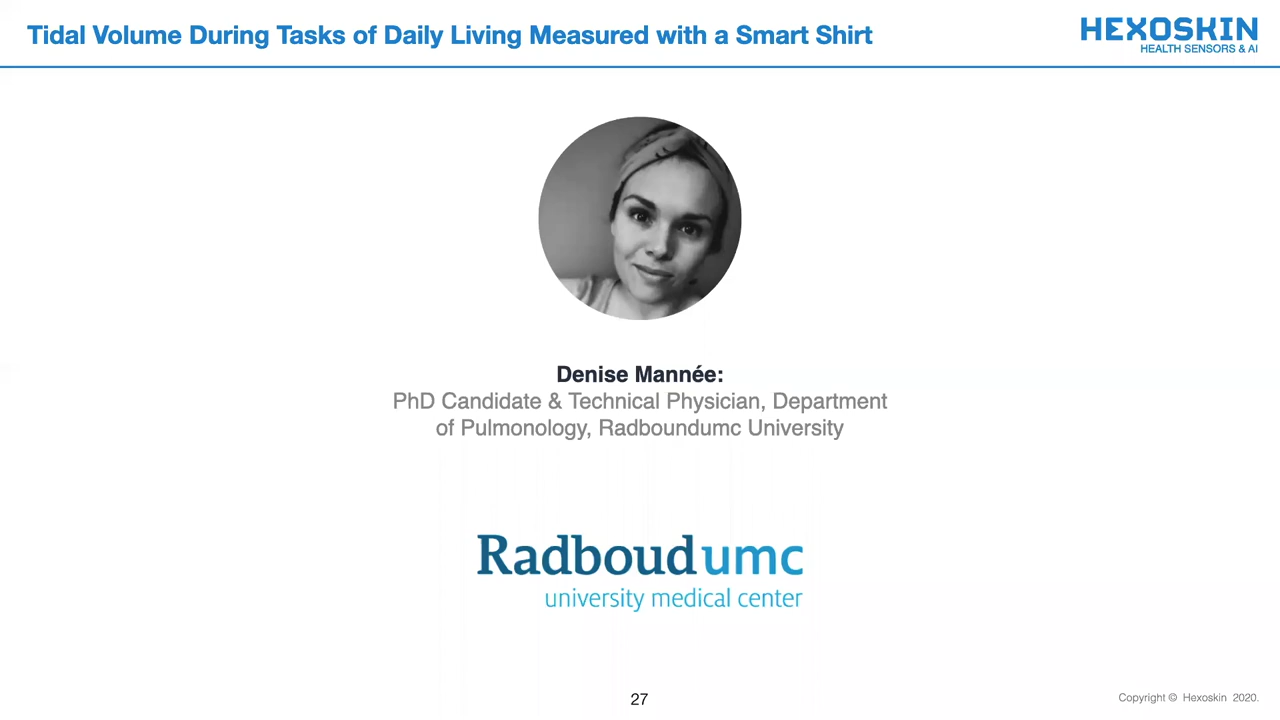 Tidal Volume During Tasks of Daily Living Measured with a Smart Shirt
HEXOSKIN
HEALTH SENSORS & AI
Denise Mannée:
PhD Candidate & Technical Physician, Department
of Pulmonology, Radboundumc University
Radboudumc
university medical center
27
Copyright © Hexoskin 2020.